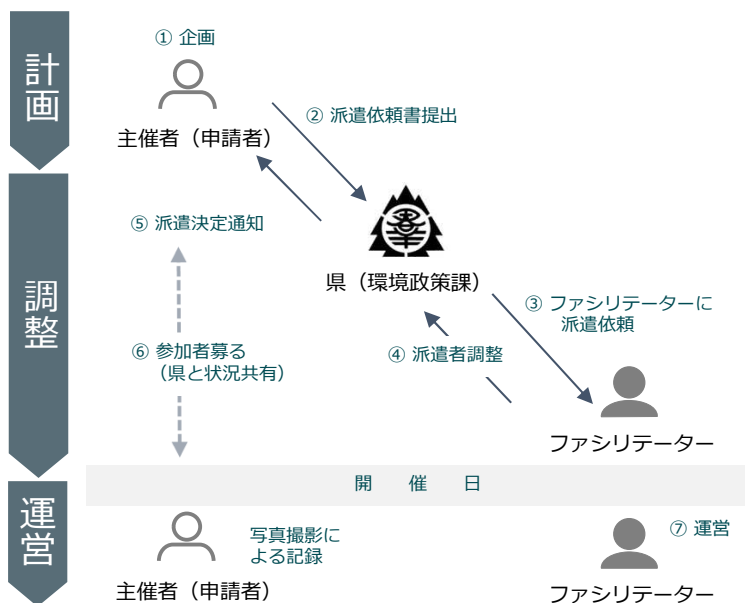 計画
① 企画
主催者（申請者）
② 派遣依頼書提出
調整
⑤ 派遣決定通知
県（環境政策課）
③ ファシリテーターに
派遣依頼
④ 派遣者調整
⑥ 参加者募る
（県と状況共有）
ファシリテーター
開 催 日
運営
写真撮影に
よる記録
主催者（申請者）
⑦ 運営
ファシリテーター